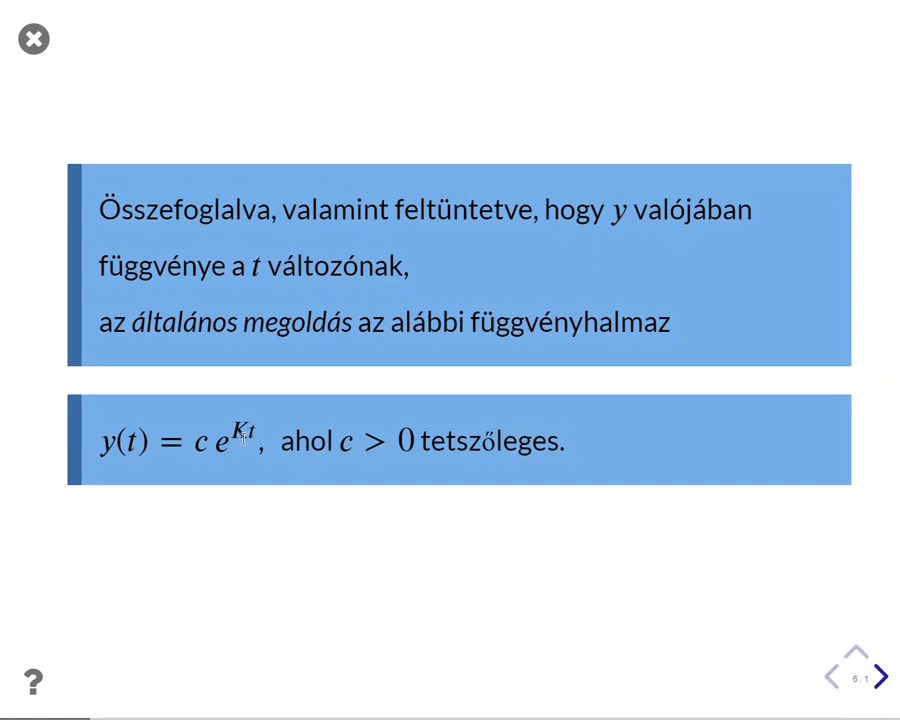 Összefoglalva, valamint feltüntetve, hogy y valójában
függvénye a t változónak,
az általános megoldás az alábbi függvényhalmaz
y(t) = c e^{Kt}, ahol c > 0 tetszőleges.
?
6.1